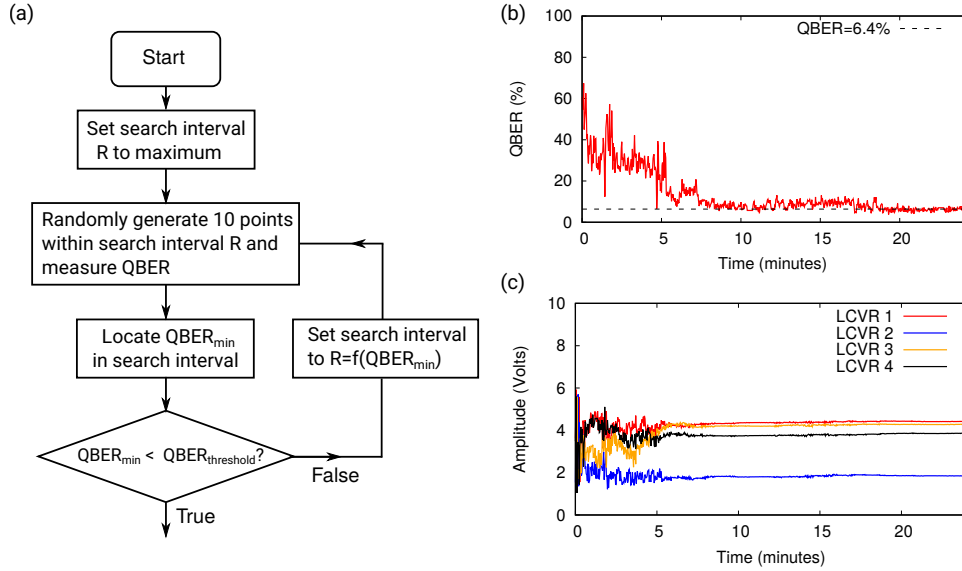 (a)
Start
Set search interval
R to maximum
Randomly generate 10 points
within search interval R and
measure QBER
Locate QBERmin
in search interval
Set search interval
to R=f(QBERmin)
QBERmin < QBERthreshold?
False
True
(b)
QBER=6.4%
100
80
60
40
20
0
QBER (%)
0 5 10 15 20
Time (minutes)
(c)
LCVR 1
LCVR 2
LCVR 3
LCVR 4
10
8
6
4
2
0
Amplitude (Volts)
0 5 10 15 20
Time (minutes)